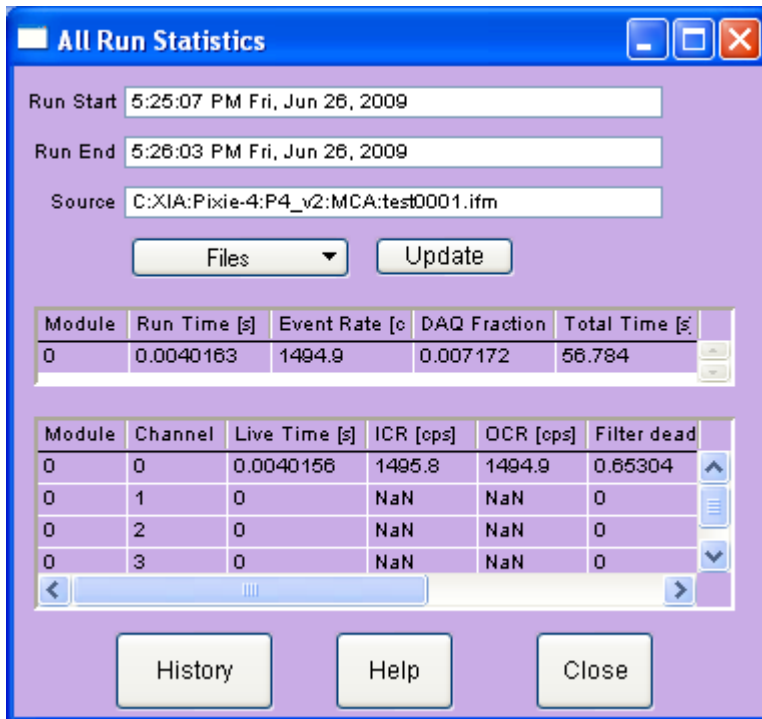 All Run Statistics
Run Start 5:25:07 PM Fri, Jun 26, 2009
Run End 5:26:03 PM Fri, Jun 26, 2009
Source C:XIA:Pixie-4:P4_v2:MCA:test0001.ifm
Files Update
Module Run Time [s] Event Rate [c DAQ Fraction Total Time [s]
0 0.0040163 1494.9 0.007172 56.784
Module Channel Live Time [s] ICR [cps] OCR [cps] Filter dead
0 0 0.0040156 1495.8 1494.9 0.65304
0 1 0 NaN NaN 0
0 2 0 NaN NaN 0
0 3 0 NaN NaN 0
History Help Close